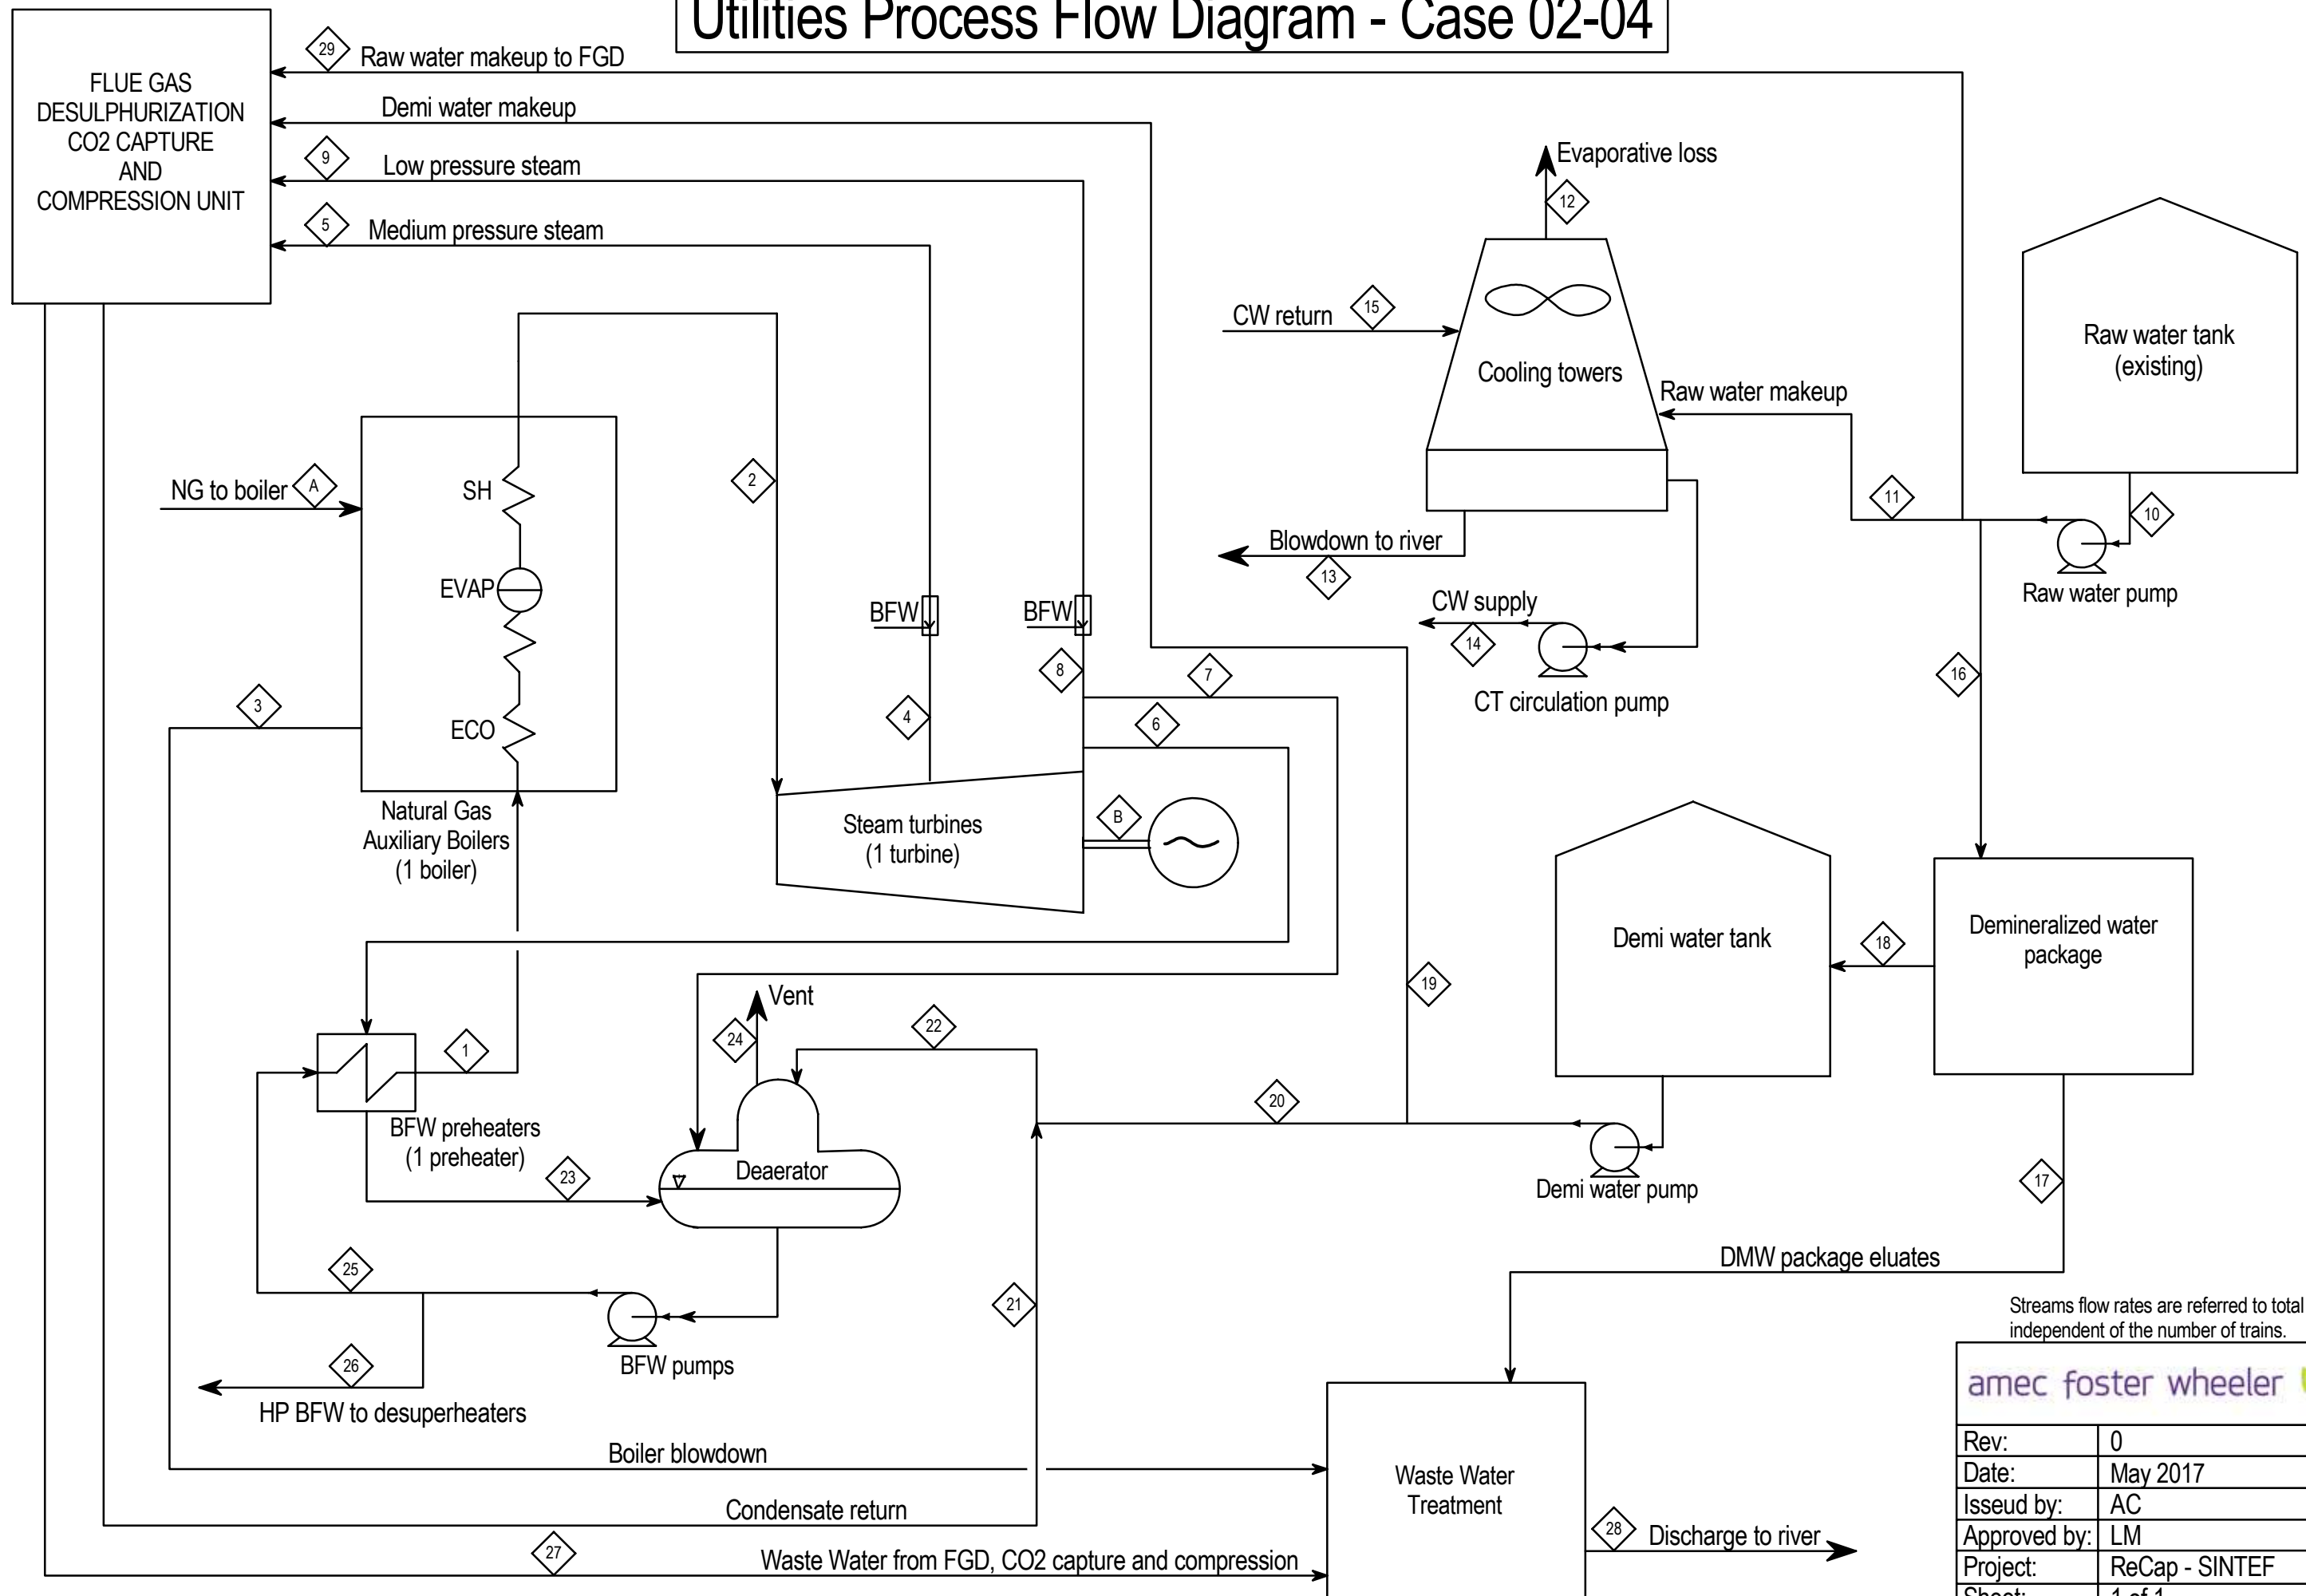 Utilities Process Flow Diagram - Case 02-04
FLUE GAS
DESULPHURIZATION
CO2 CAPTURE
AND
COMPRESSION UNIT
29
Raw water makeup to FGD
Demi water makeup
9
Low pressure steam
5
Medium pressure steam
Evaporative loss
12
CW return
15
Cooling towers
Raw water makeup
Raw water tank
(existing)
NG to boiler
A
SH
EVAP
ECO
2
3
11
10
Raw water pump
Blowdown to river
13
CW supply
14
CT circulation pump
BFW
BFW
8
7
4
6
16
Natural Gas
Auxiliary Boilers
(1 boiler)
Steam turbines
(1 turbine)
B
Demi water tank
18
Demineralized water
package
19
Vent
24
22
1
BFW preheaters
(1 preheater)
20
23
Deaerator
Demi water pump
17
DMW package eluates
25
21
26
BFW pumps
HP BFW to desuperheaters
Boiler blowdown
Condensate return
27
Waste Water from FGD, CO2 capture and compression
Waste Water
Treatment
28
Discharge to river
Streams flow rates are referred to total
independent of the number of trains.
amec foster wheeler
Rev: 0
Date: May 2017
Isseud by: AC
Approved by: LM
Project: ReCap - SINTEF
Sheet: 1 of 1